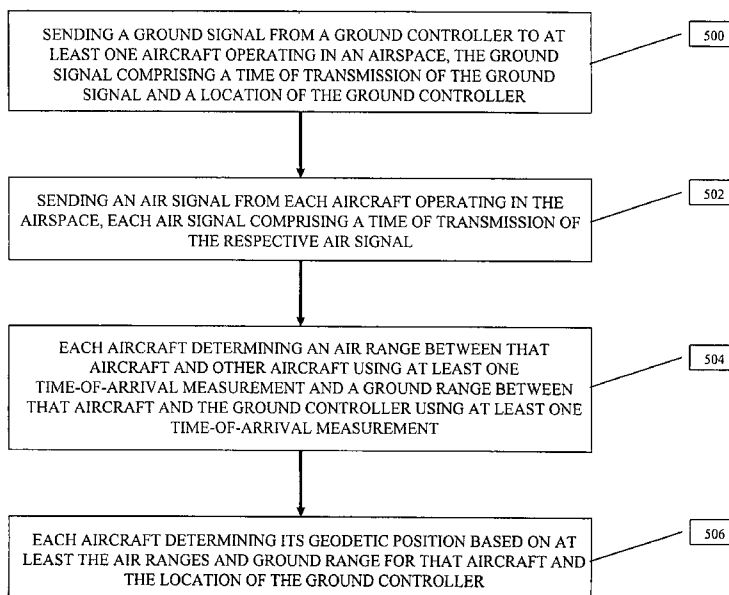 SENDING A GROUND SIGNAL FROM A GROUND CONTROLLER TO AT
LEAST ONE AIRCRAFT OPERATING IN AN AIRSPACE, THE GROUND
SIGNAL COMPRISING A TIME OF TRANSMISSION OF THE GROUND
SIGNAL AND A LOCATION OF THE GROUND CONTROLLER
500
SENDING AN AIR SIGNAL FROM EACH AIRCRAFT OPERATING IN THE
AIRSPACE, EACH AIR SIGNAL COMPRISING A TIME OF TRANSMISSION OF
THE RESPECTIVE AIR SIGNAL
502
EACH AIRCRAFT DETERMINING AN AIR RANGE BETWEEN THAT
AIRCRAFT AND OTHER AIRCRAFT USING AT LEAST ONE
TIME-OF-ARRIVAL MEASUREMENT AND A GROUND RANGE BETWEEN
THAT AIRCRAFT AND THE GROUND CONTROLLER USING AT LEAST ONE
TIME-OF-ARRIVAL MEASUREMENT
504
EACH AIRCRAFT DETERMINING ITS GEODETIC POSITION BASED ON AT
LEAST THE AIR RANGES AND GROUND RANGE FOR THAT AIRCRAFT AND
THE LOCATION OF THE GROUND CONTROLLER
506